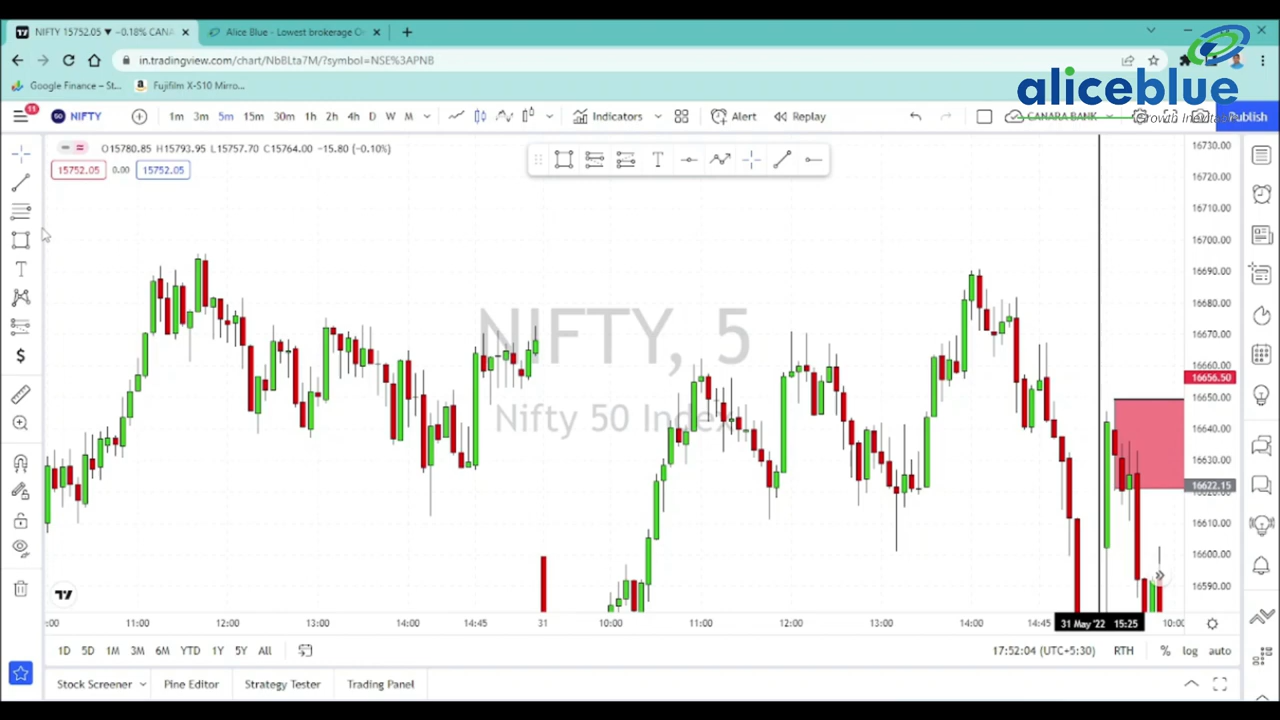 NIFTY 15752.05 ▼ −0.18% CANA
Alice Blue - Lowest brokerage C
in.tradingview.com/chart/NbBLta7M/?symbol=NSE%3APNB
Google Finance – St...
Fujifilm X-S10 Mirro...
aliceblue
11
NIFTY
1m 3m 5m 15m 30m 1h 2h 4h D W M
Indicators
Alert
Replay
CANARA BANK
Publish
O15780.85 H15793.95 L15757.70 C15764.00 −15.80 (−0.10%)
15752.05 0.00 15752.05
NIFTY, 5
Nifty 50 Index
16730.00
16720.00
16710.00
16700.00
16690.00
16680.00
16670.00
16660.00
16656.50
16650.00
16640.00
16630.00
16622.15
16610.00
16600.00
16590.00
:00 11:00 12:00 13:00 14:00 14:45 31 10:00 11:00 12:00 13:00 14:00 14:45 31 May '22 15:25 10:00
1D 5D 1M 3M 6M YTD 1Y 5Y All
17:52:04 (UTC+5:30) RTH % log auto
Stock Screener Pine Editor Strategy Tester Trading Panel